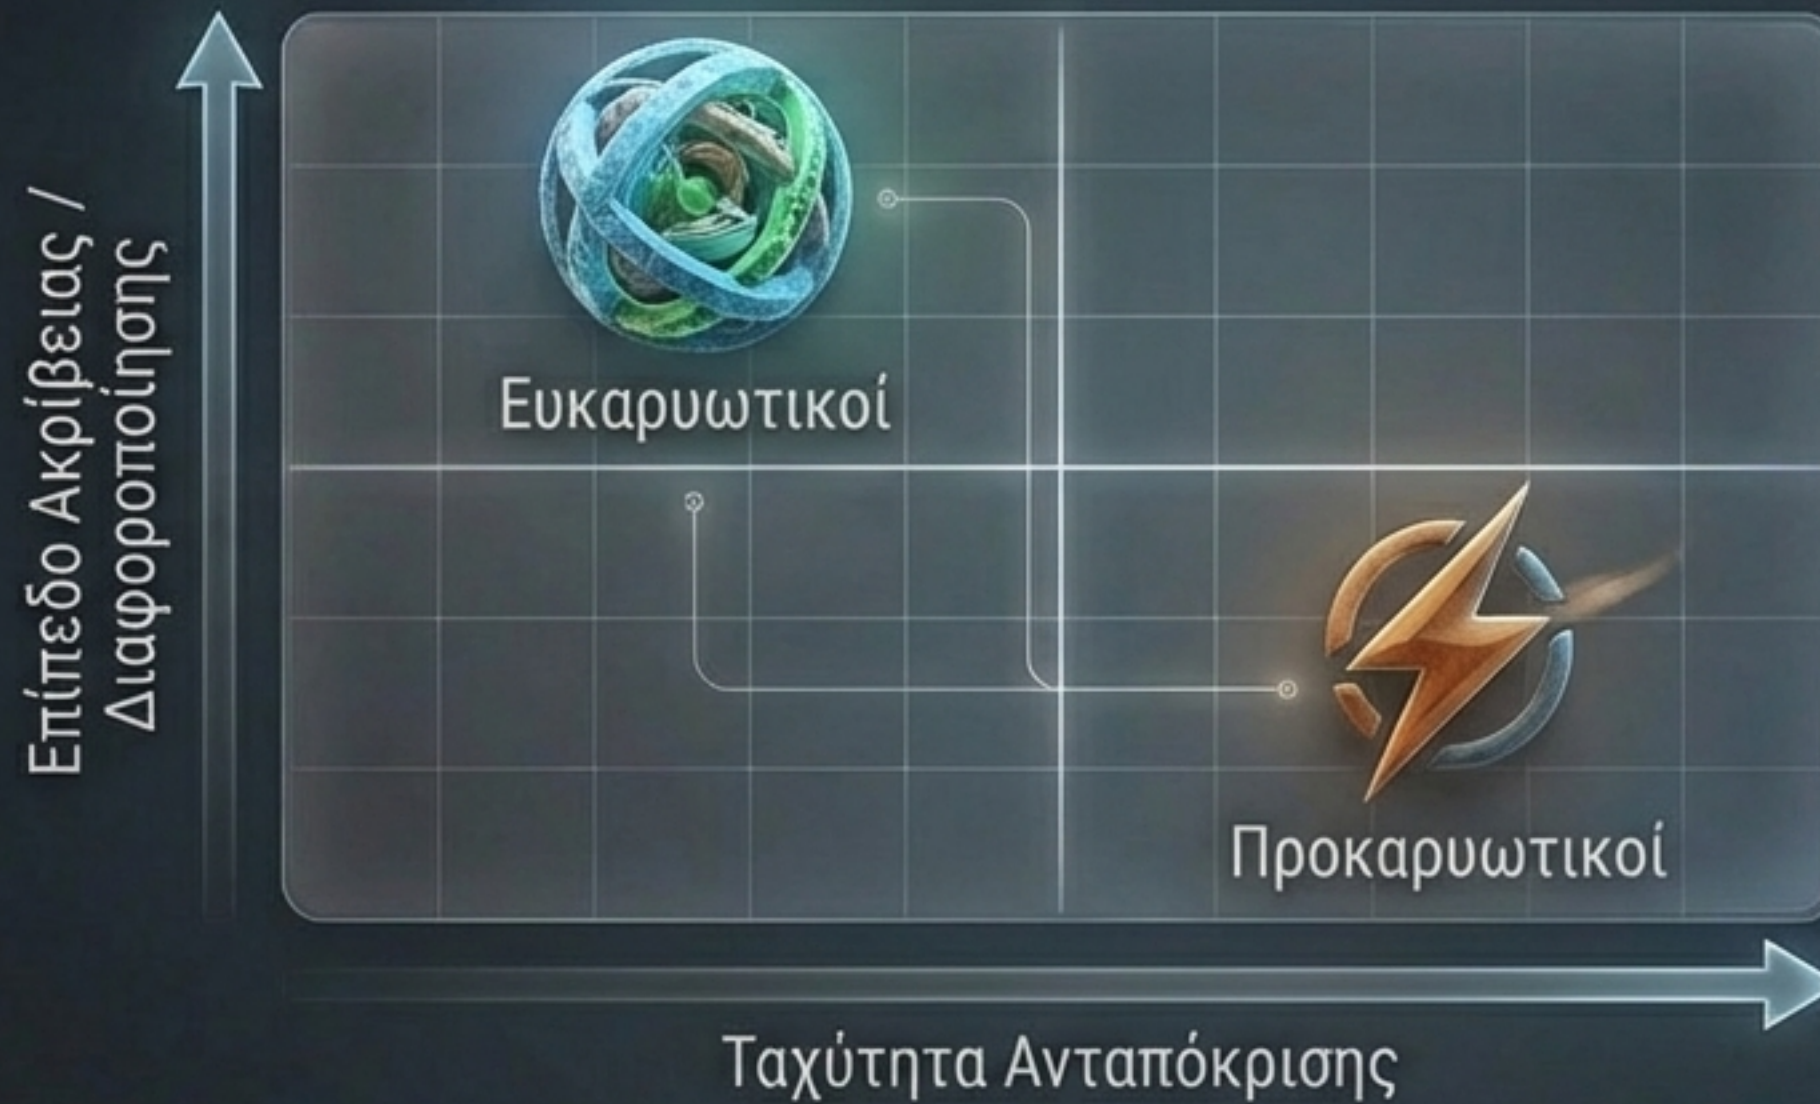 Επίπεδο Ακρίβειας /
Διαφοροποίησης
Ευκαρυωτικοί
Προκαρυωτικοί
Ταχύτητα Ανταπόκρισης